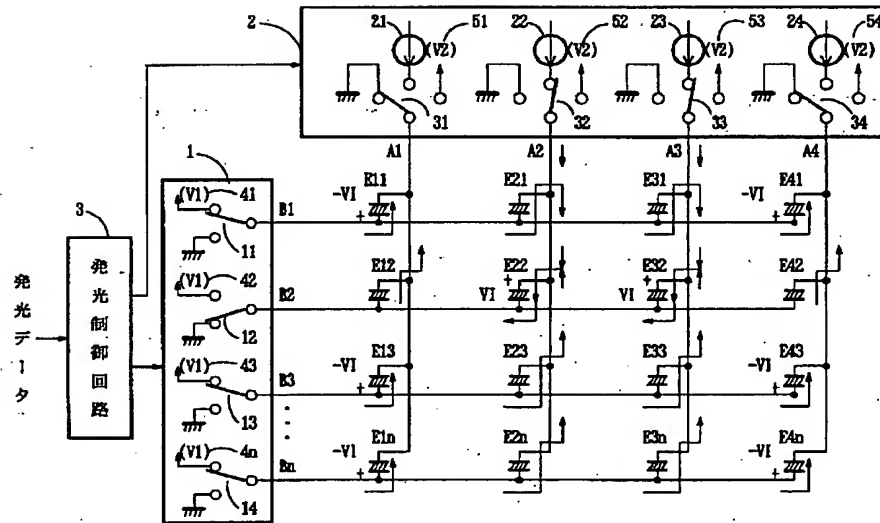 21 51 22 52 23 53 24 54
2 (V2) (V2) (V2) (V2)
31 32 33 34
1 A1 A2 A3 A4
(V1) 41 B1 -VI E11 E21 E31 -VI E41
+ +
3 11
発光データ
発光制御回路
(V1) 42 B2 E12 E22 E32 E42
+ +
VI VI
12
(V1) 43 B3 -VI E13 E23 E33 -VI E43
+ +
13
(V1) 4n Bn -VI E1n E2n E3n -VI E4n
+ +
14